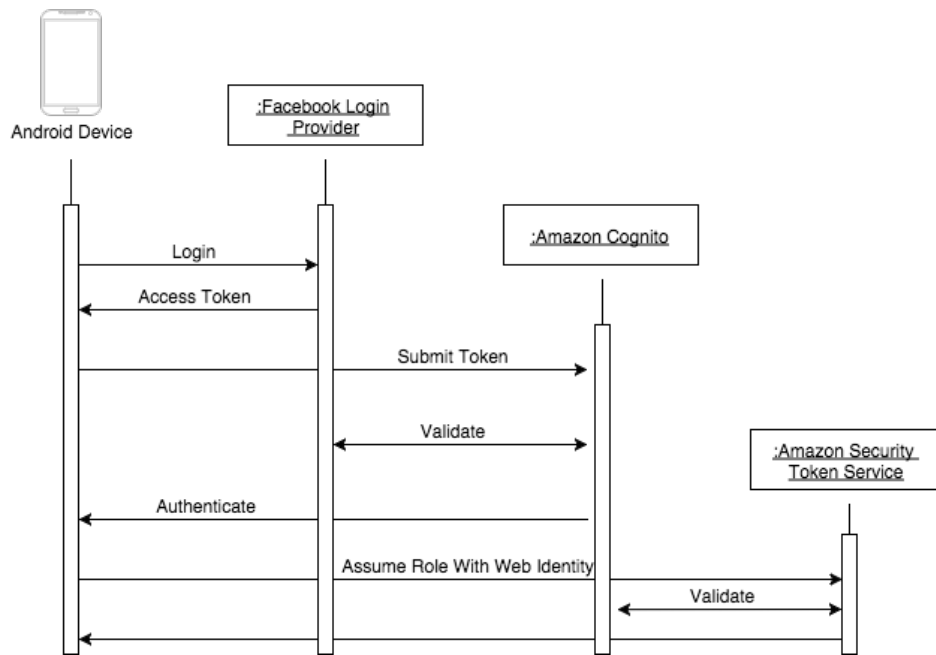 Android Device
:Facebook Login
Provider
:Amazon Cognito
Login
Access Token
Submit Token
Validate
:Amazon Security
Token Service
Authenticate
Assume Role With Web Identity
Validate